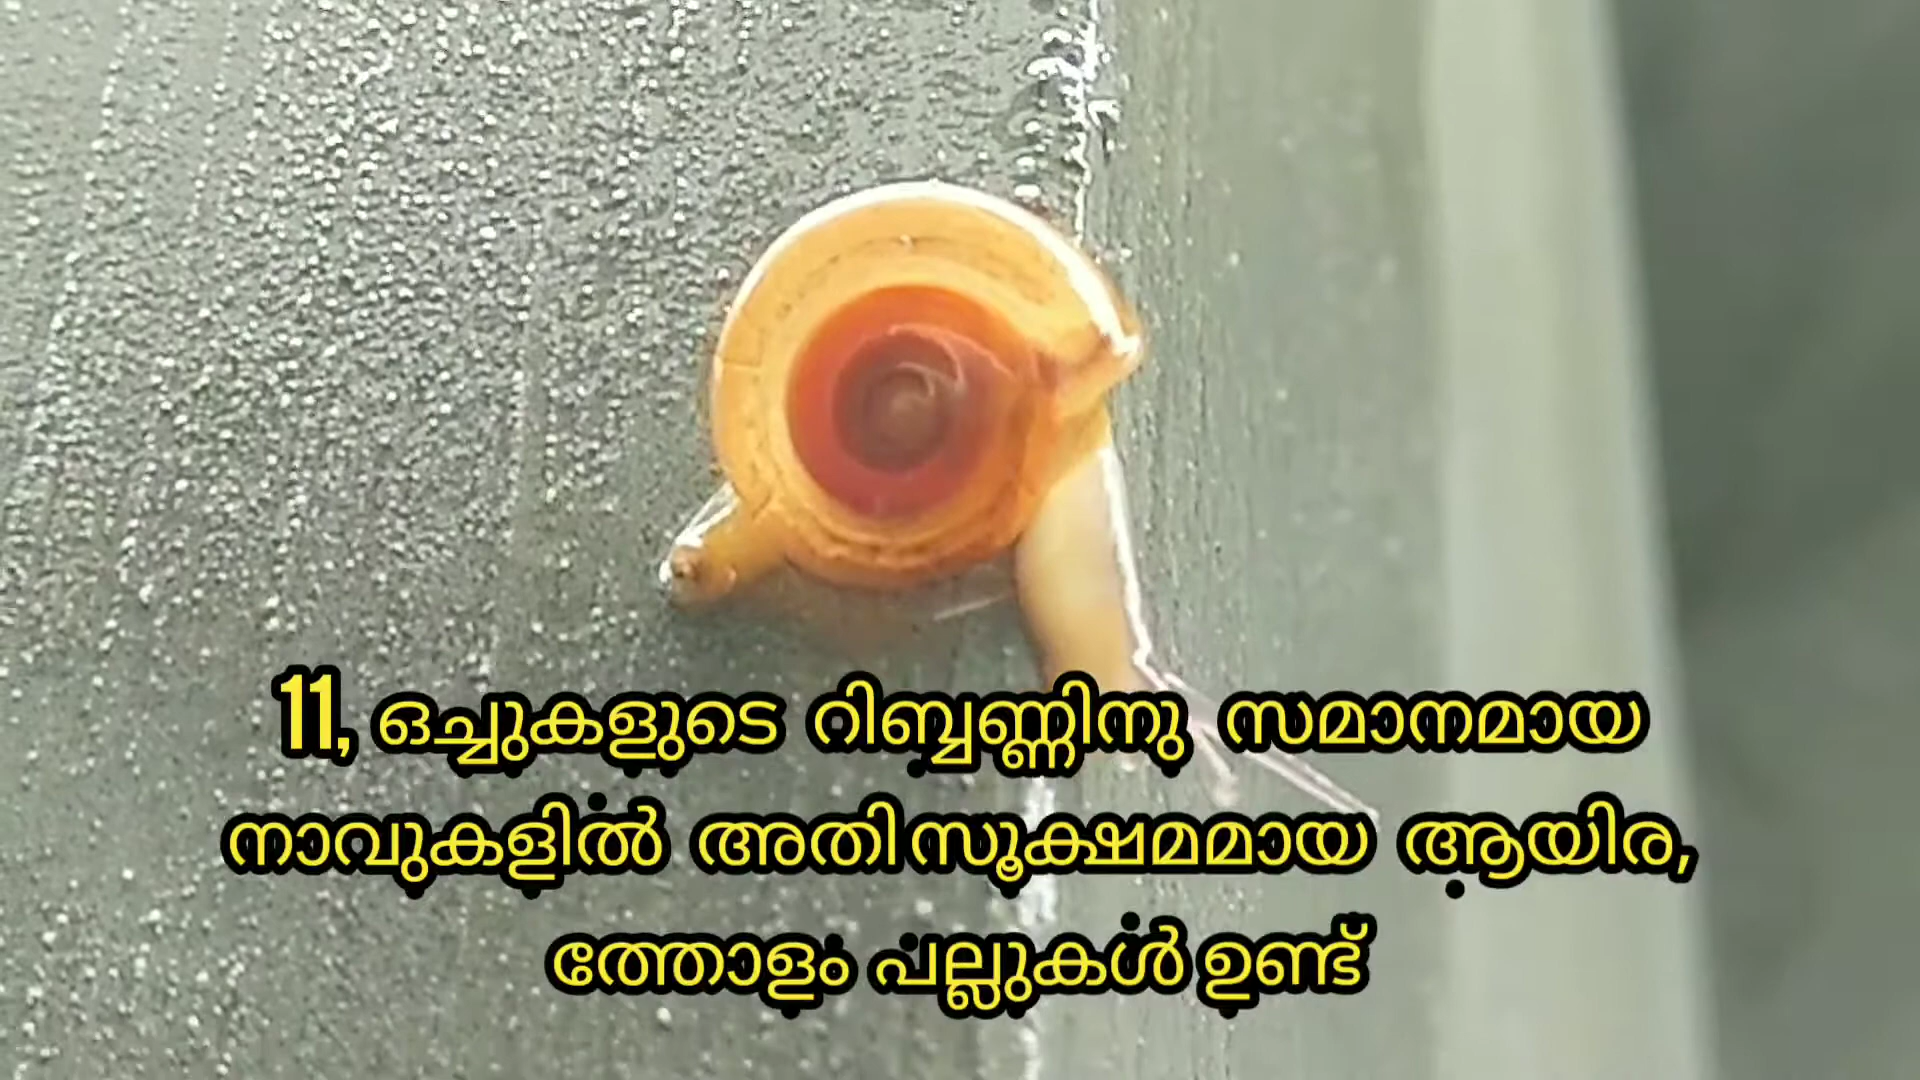 11, ഒച്ചുകളുടെ റിബ്ബണ്ണിനു സമാനമായ
നാവുകളിൽ അതിസൂക്ഷമമായ ആയിര,
ത്തോളം പല്ലുകൾ ഉണ്ട്